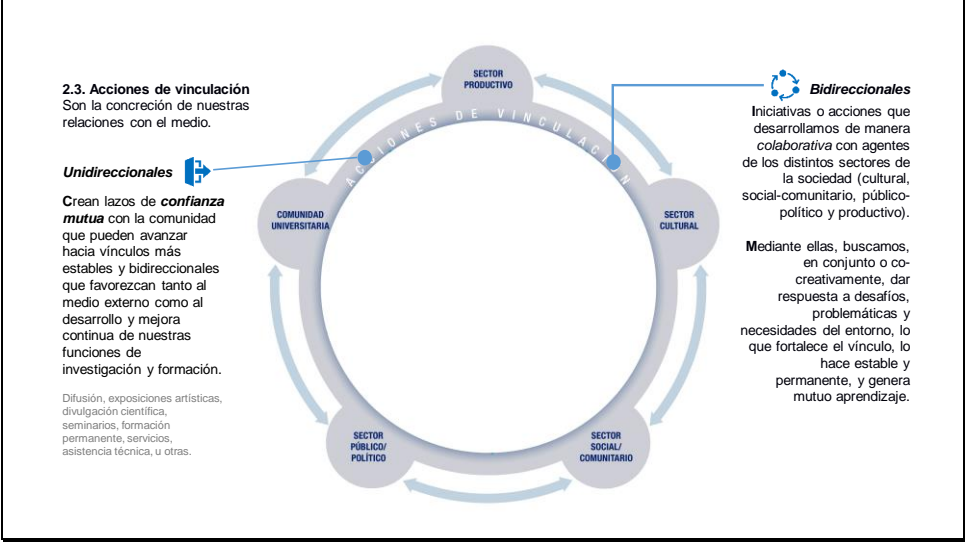 2.3. Acciones de vinculación
Son la concreción de nuestras
relaciones con el medio.
Unidireccionales
Crean lazos de confianza
mutua con la comunidad
que pueden avanzar
hacia vínculos más
estables y bidireccionales
que favorezcan tanto al
medio externo como al
desarrollo y mejora
continua de nuestras
funciones de
investigación y formación.
Difusión, exposiciones artísticas,
divulgación científica,
seminarios, formación
permanente, servicios,
asistencia técnica, u otras.
SECTOR
PRODUCTIVO
ACCIONES DE VINCULACIÓN
COMUNIDAD
UNIVERSITARIA
SECTOR
CULTURAL
SECTOR
PÚBLICO/
POLÍTICO
SECTOR
SOCIAL/
COMUNITARIO
Bidireccionales
Iniciativas o acciones que
desarrollamos de manera
colaborativa con agentes
de los distintos sectores de
la sociedad (cultural,
social-comunitario, público-
político y productivo).
Mediante ellas, buscamos,
en conjunto o co-
creativamente, dar
respuesta a desafíos,
problemáticas y
necesidades del entorno, lo
que fortalece el vínculo, lo
hace estable y
permanente, y genera
mutuo aprendizaje.